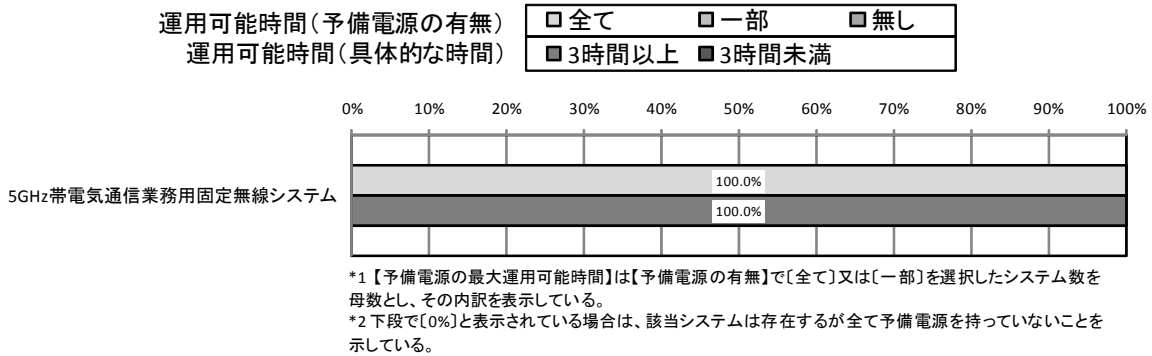 運用可能時間(予備電源の有無) 全て 一部 無し
運用可能時間(具体的な時間) 3時間以上 3時間未満
0% 10% 20% 30% 40% 50% 60% 70% 80% 90% 100%
100.0%
5GHz帯電気通信業務用固定無線システム
100.0%
*1【予備電源の最大運用可能時間】は【予備電源の有無】で〔全て〕又は〔一部〕を選択したシステム数を
母数とし、その内訳を表示している。
*2 下段で〔0%〕と表示されている場合は、該当システムは存在するが全て予備電源を持っていないことを
示している。